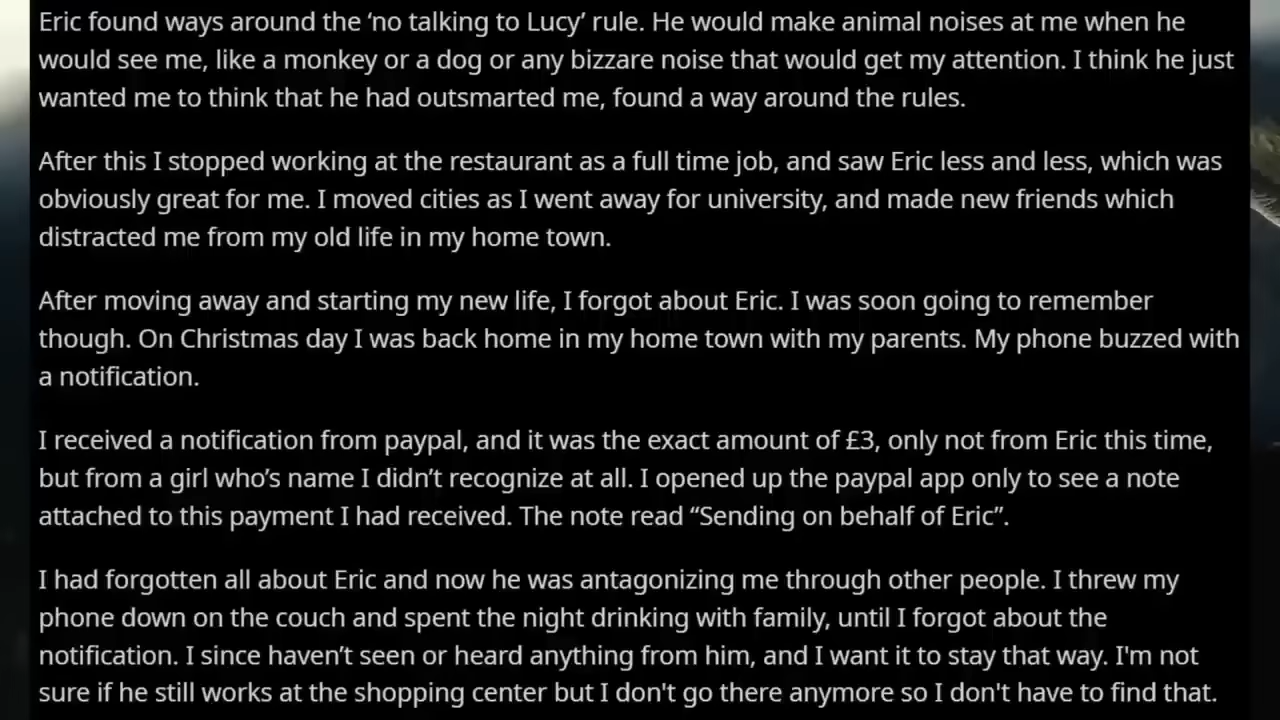 Eric found ways around the ‘no talking to Lucy’ rule. He would make animal noises at me when he
would see me, like a monkey or a dog or any bizzare noise that would get my attention. I think he just
wanted me to think that he had outsmarted me, found a way around the rules.
After this I stopped working at the restaurant as a full time job, and saw Eric less and less, which was
obviously great for me. I moved cities as I went away for university, and made new friends which
distracted me from my old life in my home town.
After moving away and starting my new life, I forgot about Eric. I was soon going to remember
though. On Christmas day I was back home in my home town with my parents. My phone buzzed with
a notification.
I received a notification from paypal, and it was the exact amount of £3, only not from Eric this time,
but from a girl who’s name I didn’t recognize at all. I opened up the paypal app only to see a note
attached to this payment I had received. The note read “Sending on behalf of Eric”.
I had forgotten all about Eric and now he was antagonizing me through other people. I threw my
phone down on the couch and spent the night drinking with family, until I forgot about the
notification. I since haven’t seen or heard anything from him, and I want it to stay that way. I'm not
sure if he still works at the shopping center but I don't go there anymore so I don't have to find that.